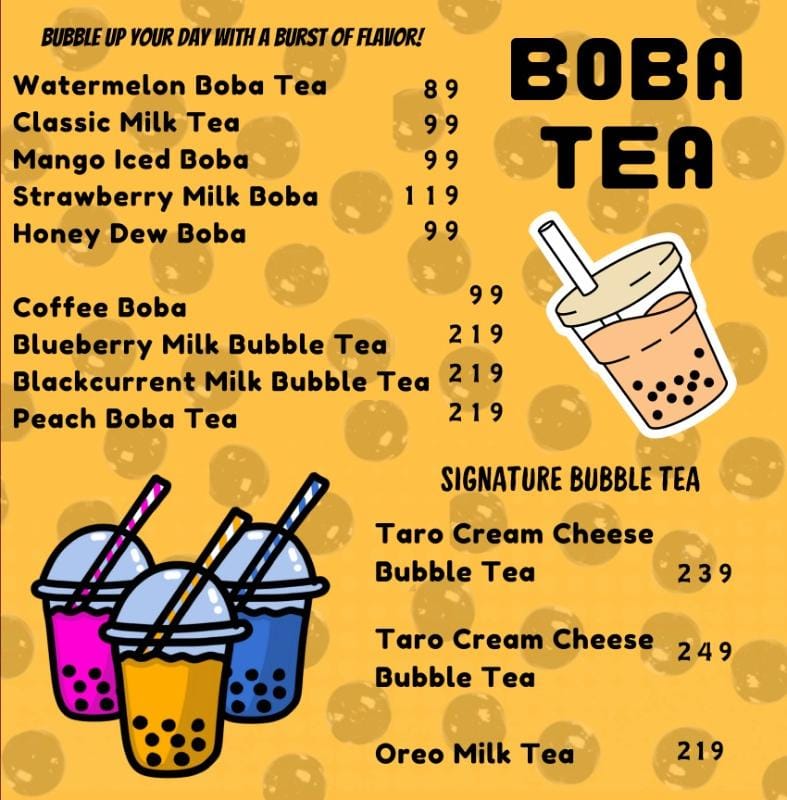 BUBBLE UP YOUR DAY WITH A BURST OF FLAVOR!
BOBA
TEA
Watermelon Boba Tea 89
Classic Milk Tea 99
Mango Iced Boba 99
Strawberry Milk Boba 119
Honey Dew Boba 99
Coffee Boba 99
Blueberry Milk Bubble Tea 219
Blackcurrent Milk Bubble Tea 219
Peach Boba Tea 219
SIGNATURE BUBBLE TEA
Taro Cream Cheese
Bubble Tea 239
Taro Cream Cheese 249
Bubble Tea
Oreo Milk Tea 219